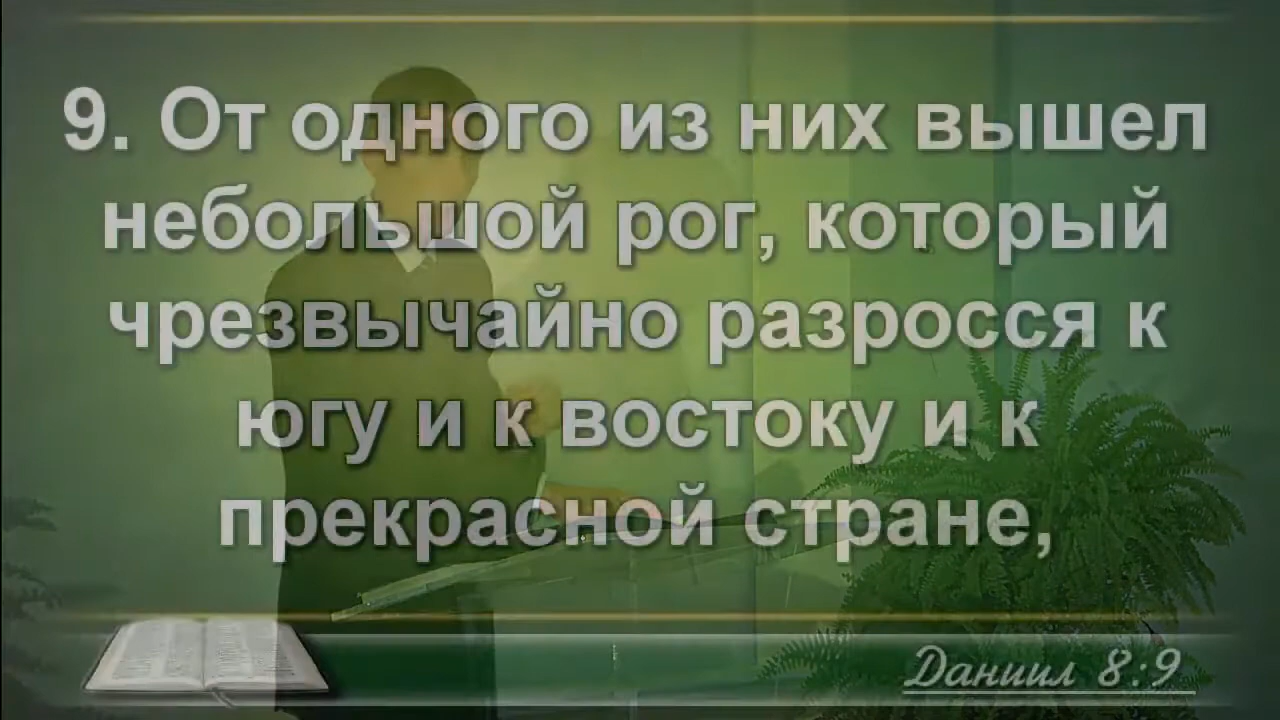 9. От одного из них вышел
небольшой рог, который
чрезвычайно разросся к
югу и к востоку и к
прекрасной стране,
Даниил 8:9